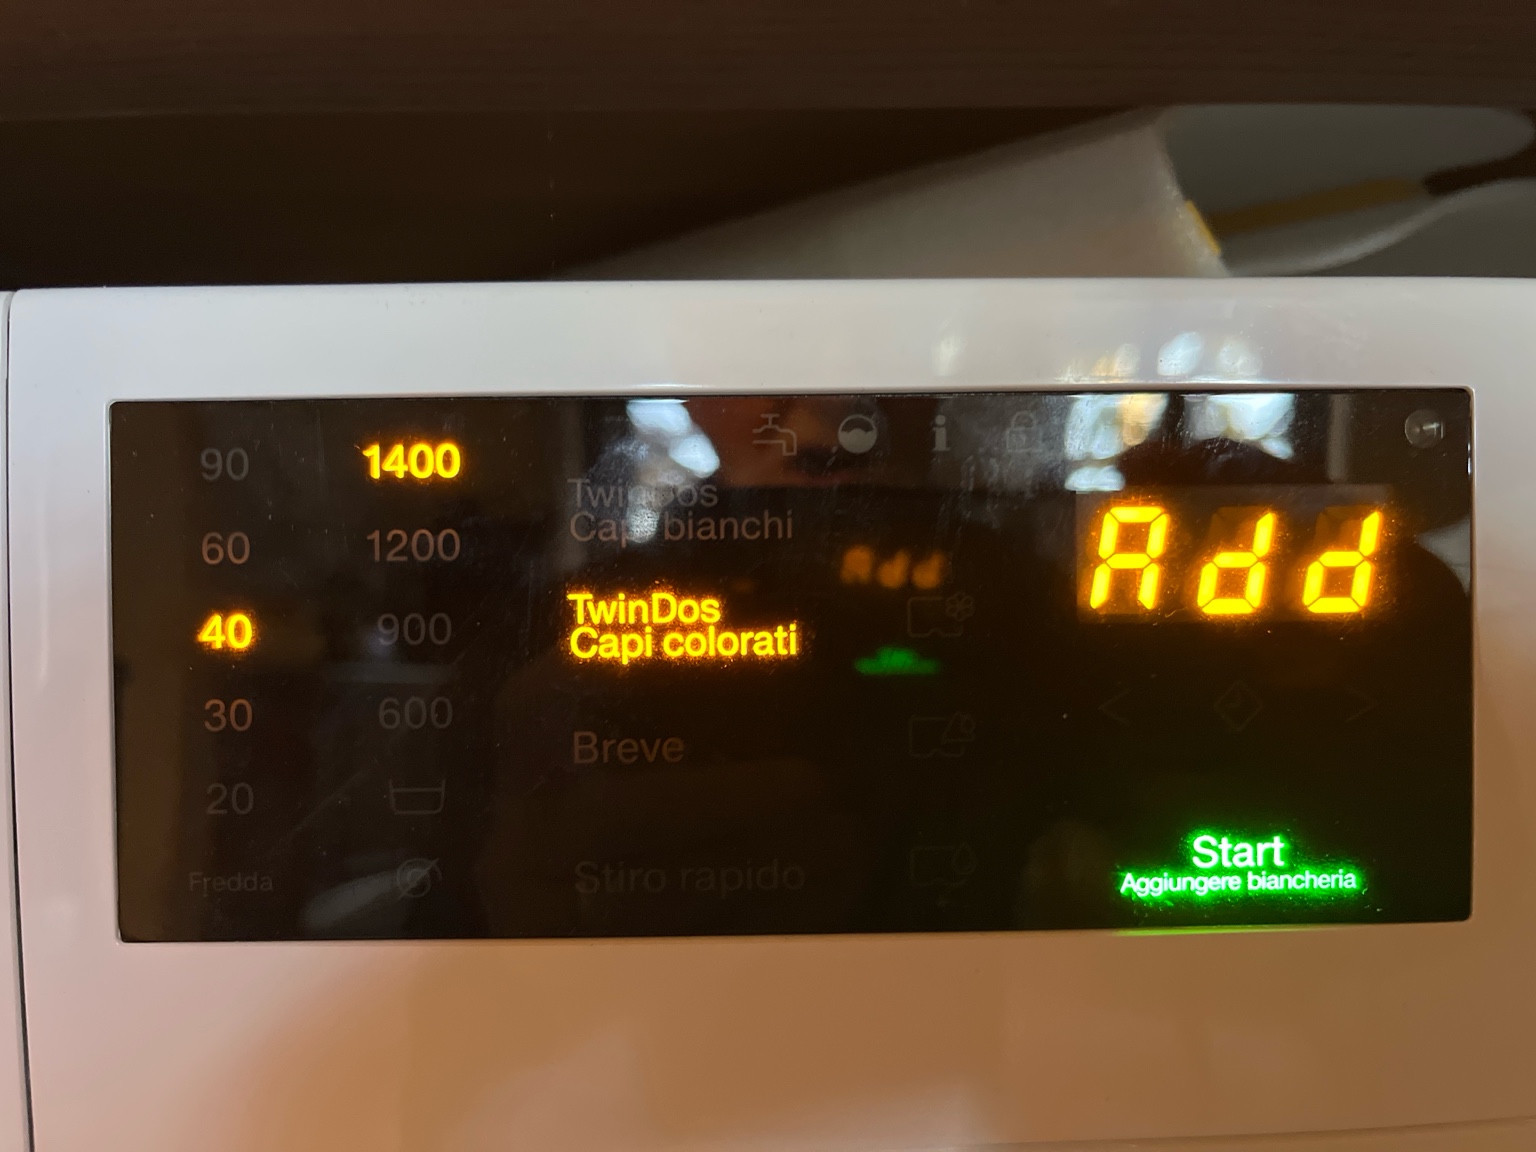 90
60
40
30
20
Fredda
1400
1200
900
600
TwinDos
Capi bianchi
TwinDos
Capi colorati
Breve
Stiro rapido
i
Add
Add
Start
Aggiungere biancheria